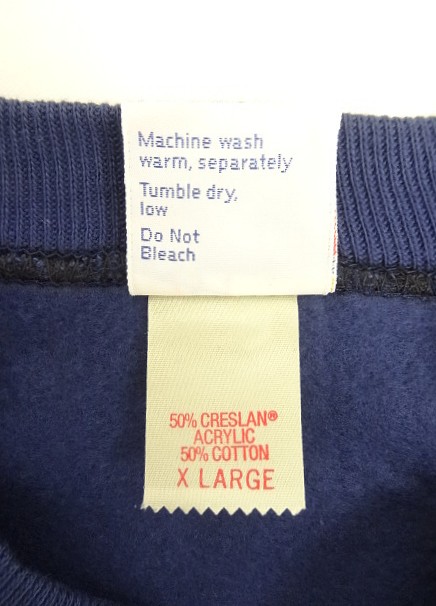 Machine wash
warm, separately
Tumble dry,
low
Do Not
Bleach
50% CRESLAN®
ACRYLIC
50% COTTON
X LARGE